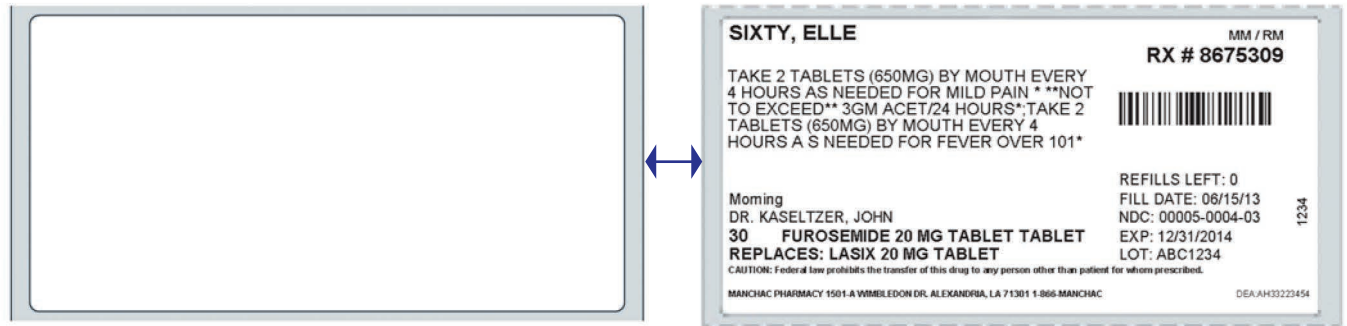 SIXTY, ELLE
MM / RM
RX # 8675309
TAKE 2 TABLETS (650MG) BY MOUTH EVERY
4 HOURS AS NEEDED FOR MILD PAIN * **NOT
TO EXCEED** 3GM ACET/24 HOURS*;TAKE 2
TABLETS (650MG) BY MOUTH EVERY 4
HOURS A S NEEDED FOR FEVER OVER 101*
REFILLS LEFT: 0
Morning
FILL DATE: 06/15/13
DR. KASELTZER, JOHN
NDC: 00005-0004-03
1234
30 FUROSEMIDE 20 MG TABLET TABLET
EXP: 12/31/2014
REPLACES: LASIX 20 MG TABLET
LOT: ABC1234
CAUTION: Federal law prohibits the transfer of this drug to any person other than patient for whom prescribed.
MANCHAC PHARMACY 1501-A WIMBLEDON DR. ALEXANDRIA, LA 71301 1-866-MANCHAC
DEA:AH33223454